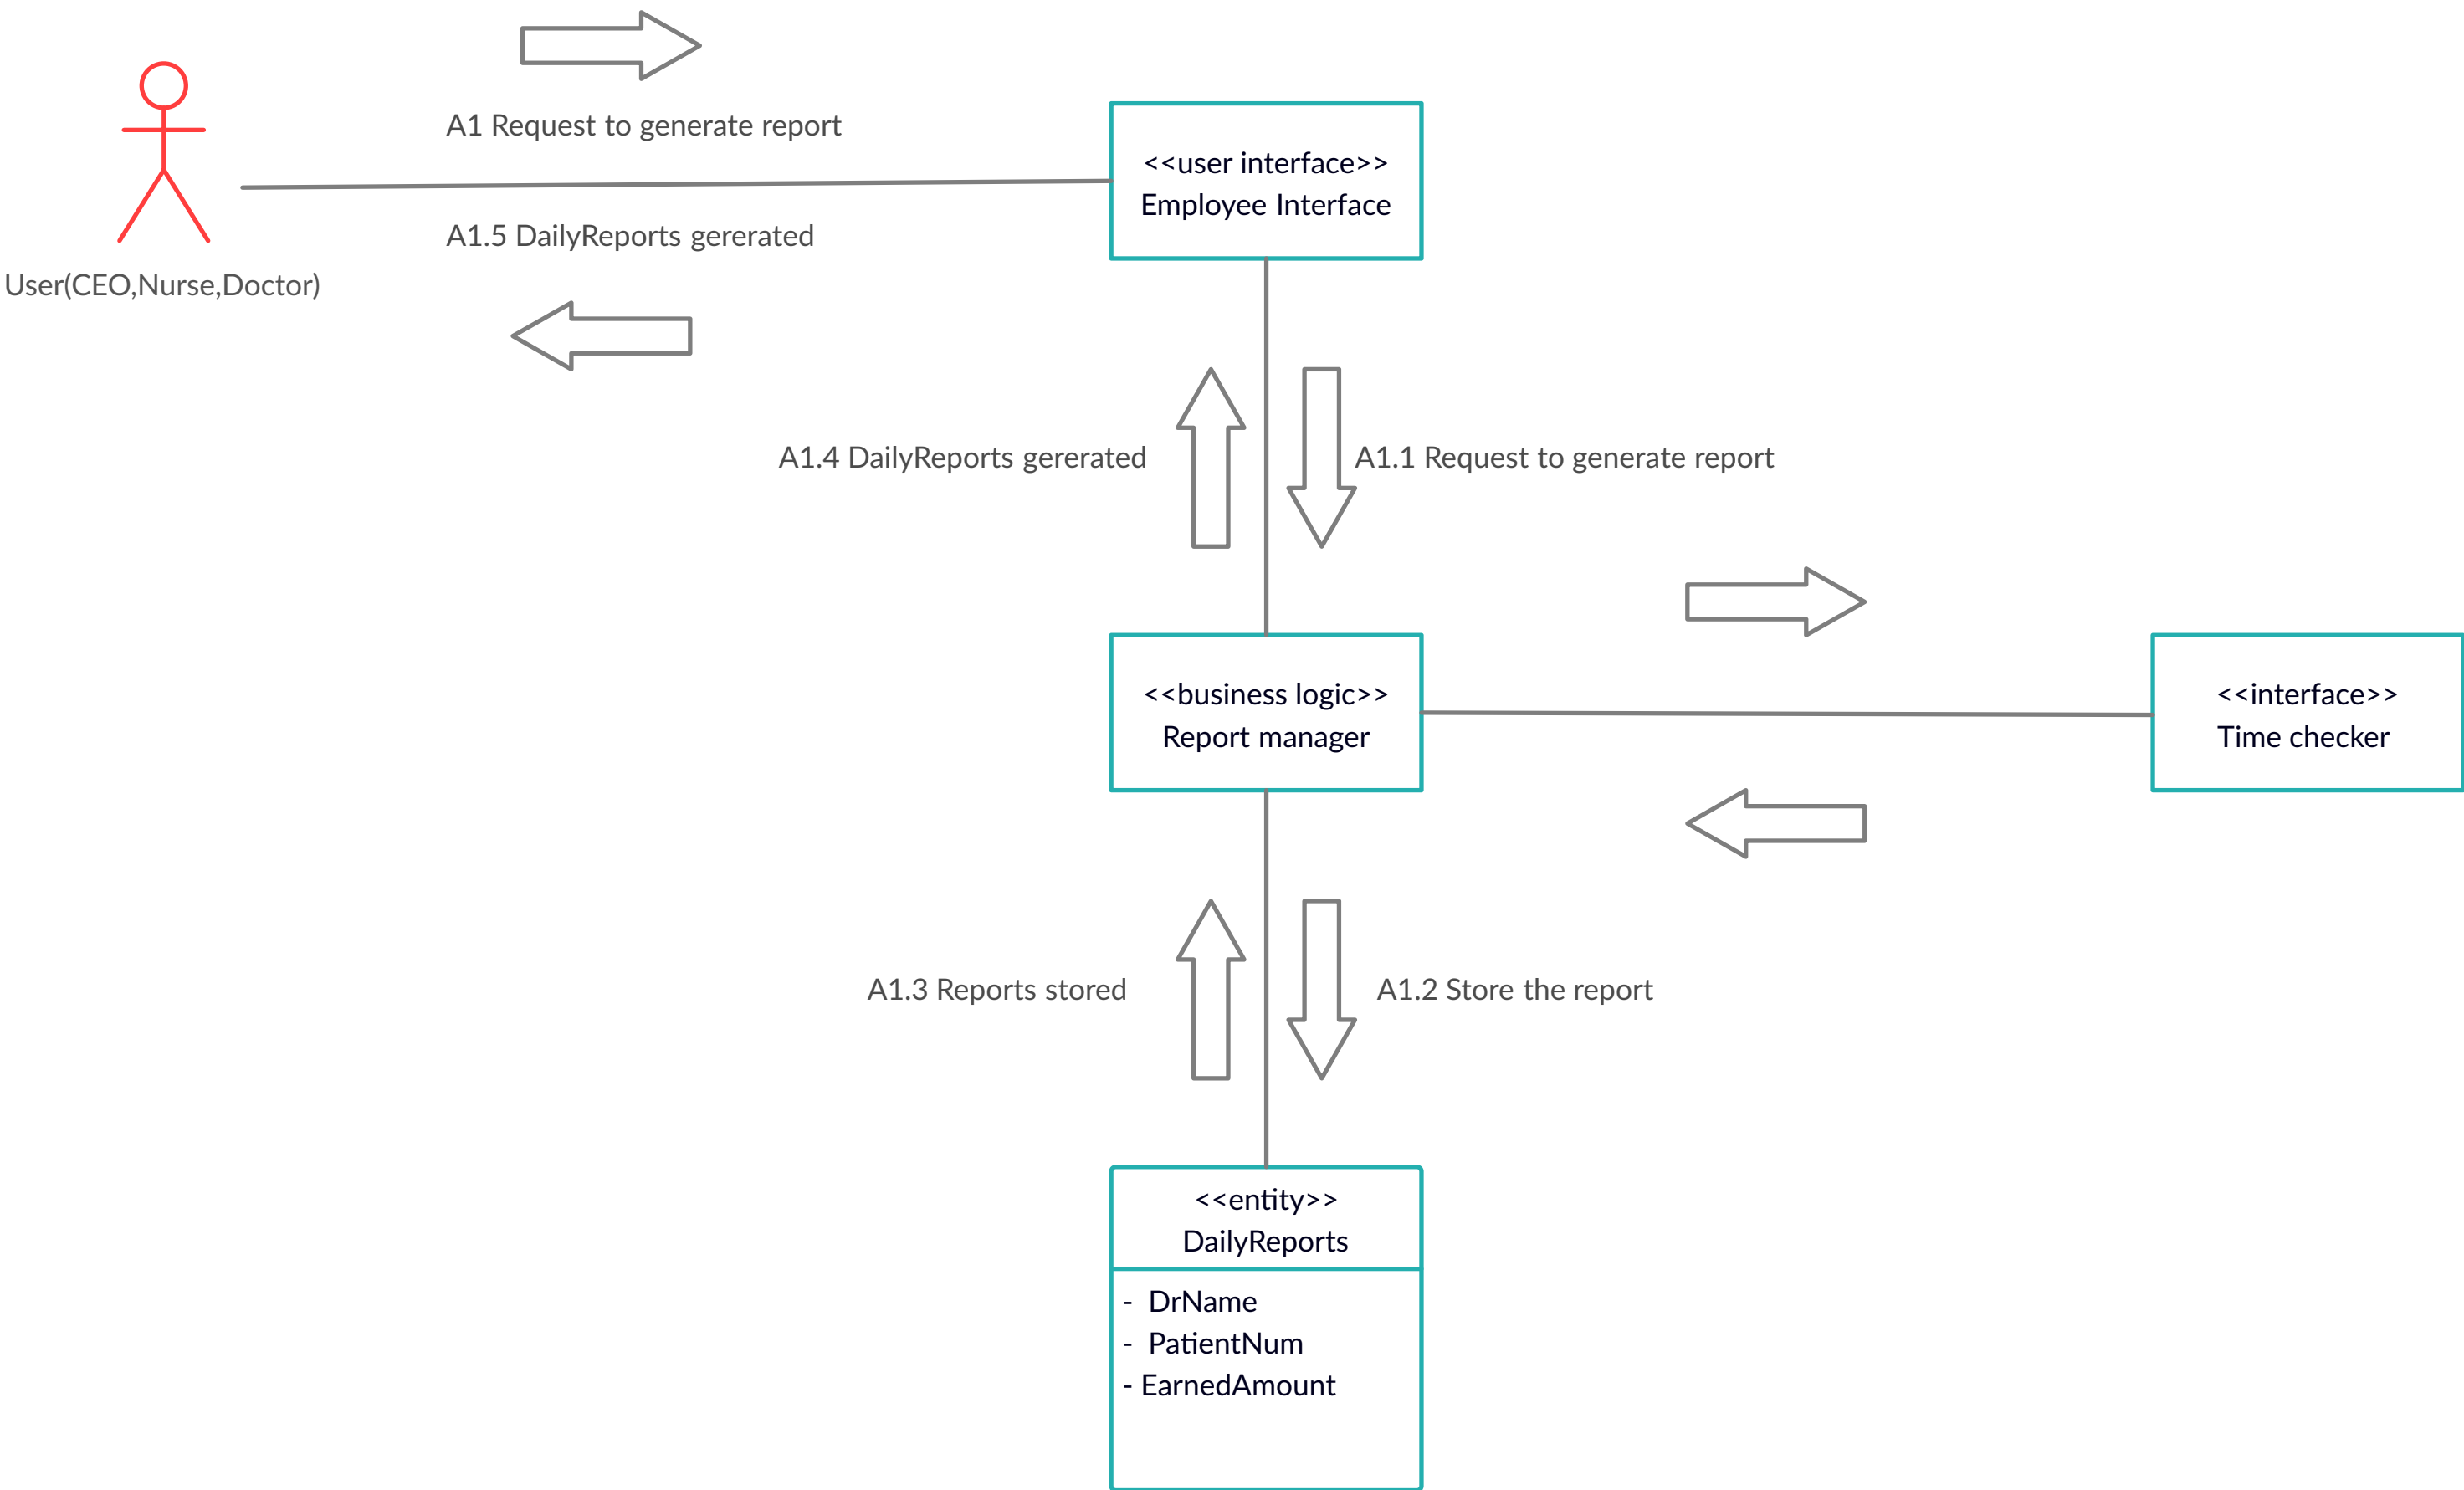 A1 Request to generate report
<<user interface>>
Employee Interface
A1.5 DailyReports gererated
User(CEO,Nurse,Doctor)
A1.4 DailyReports gererated
A1.1 Request to generate report
<<business logic>>
Report manager
<<interface>>
Time checker
A1.3 Reports stored
A1.2 Store the report
<<entity>>
DailyReports
- DrName
- PatientNum
- EarnedAmount